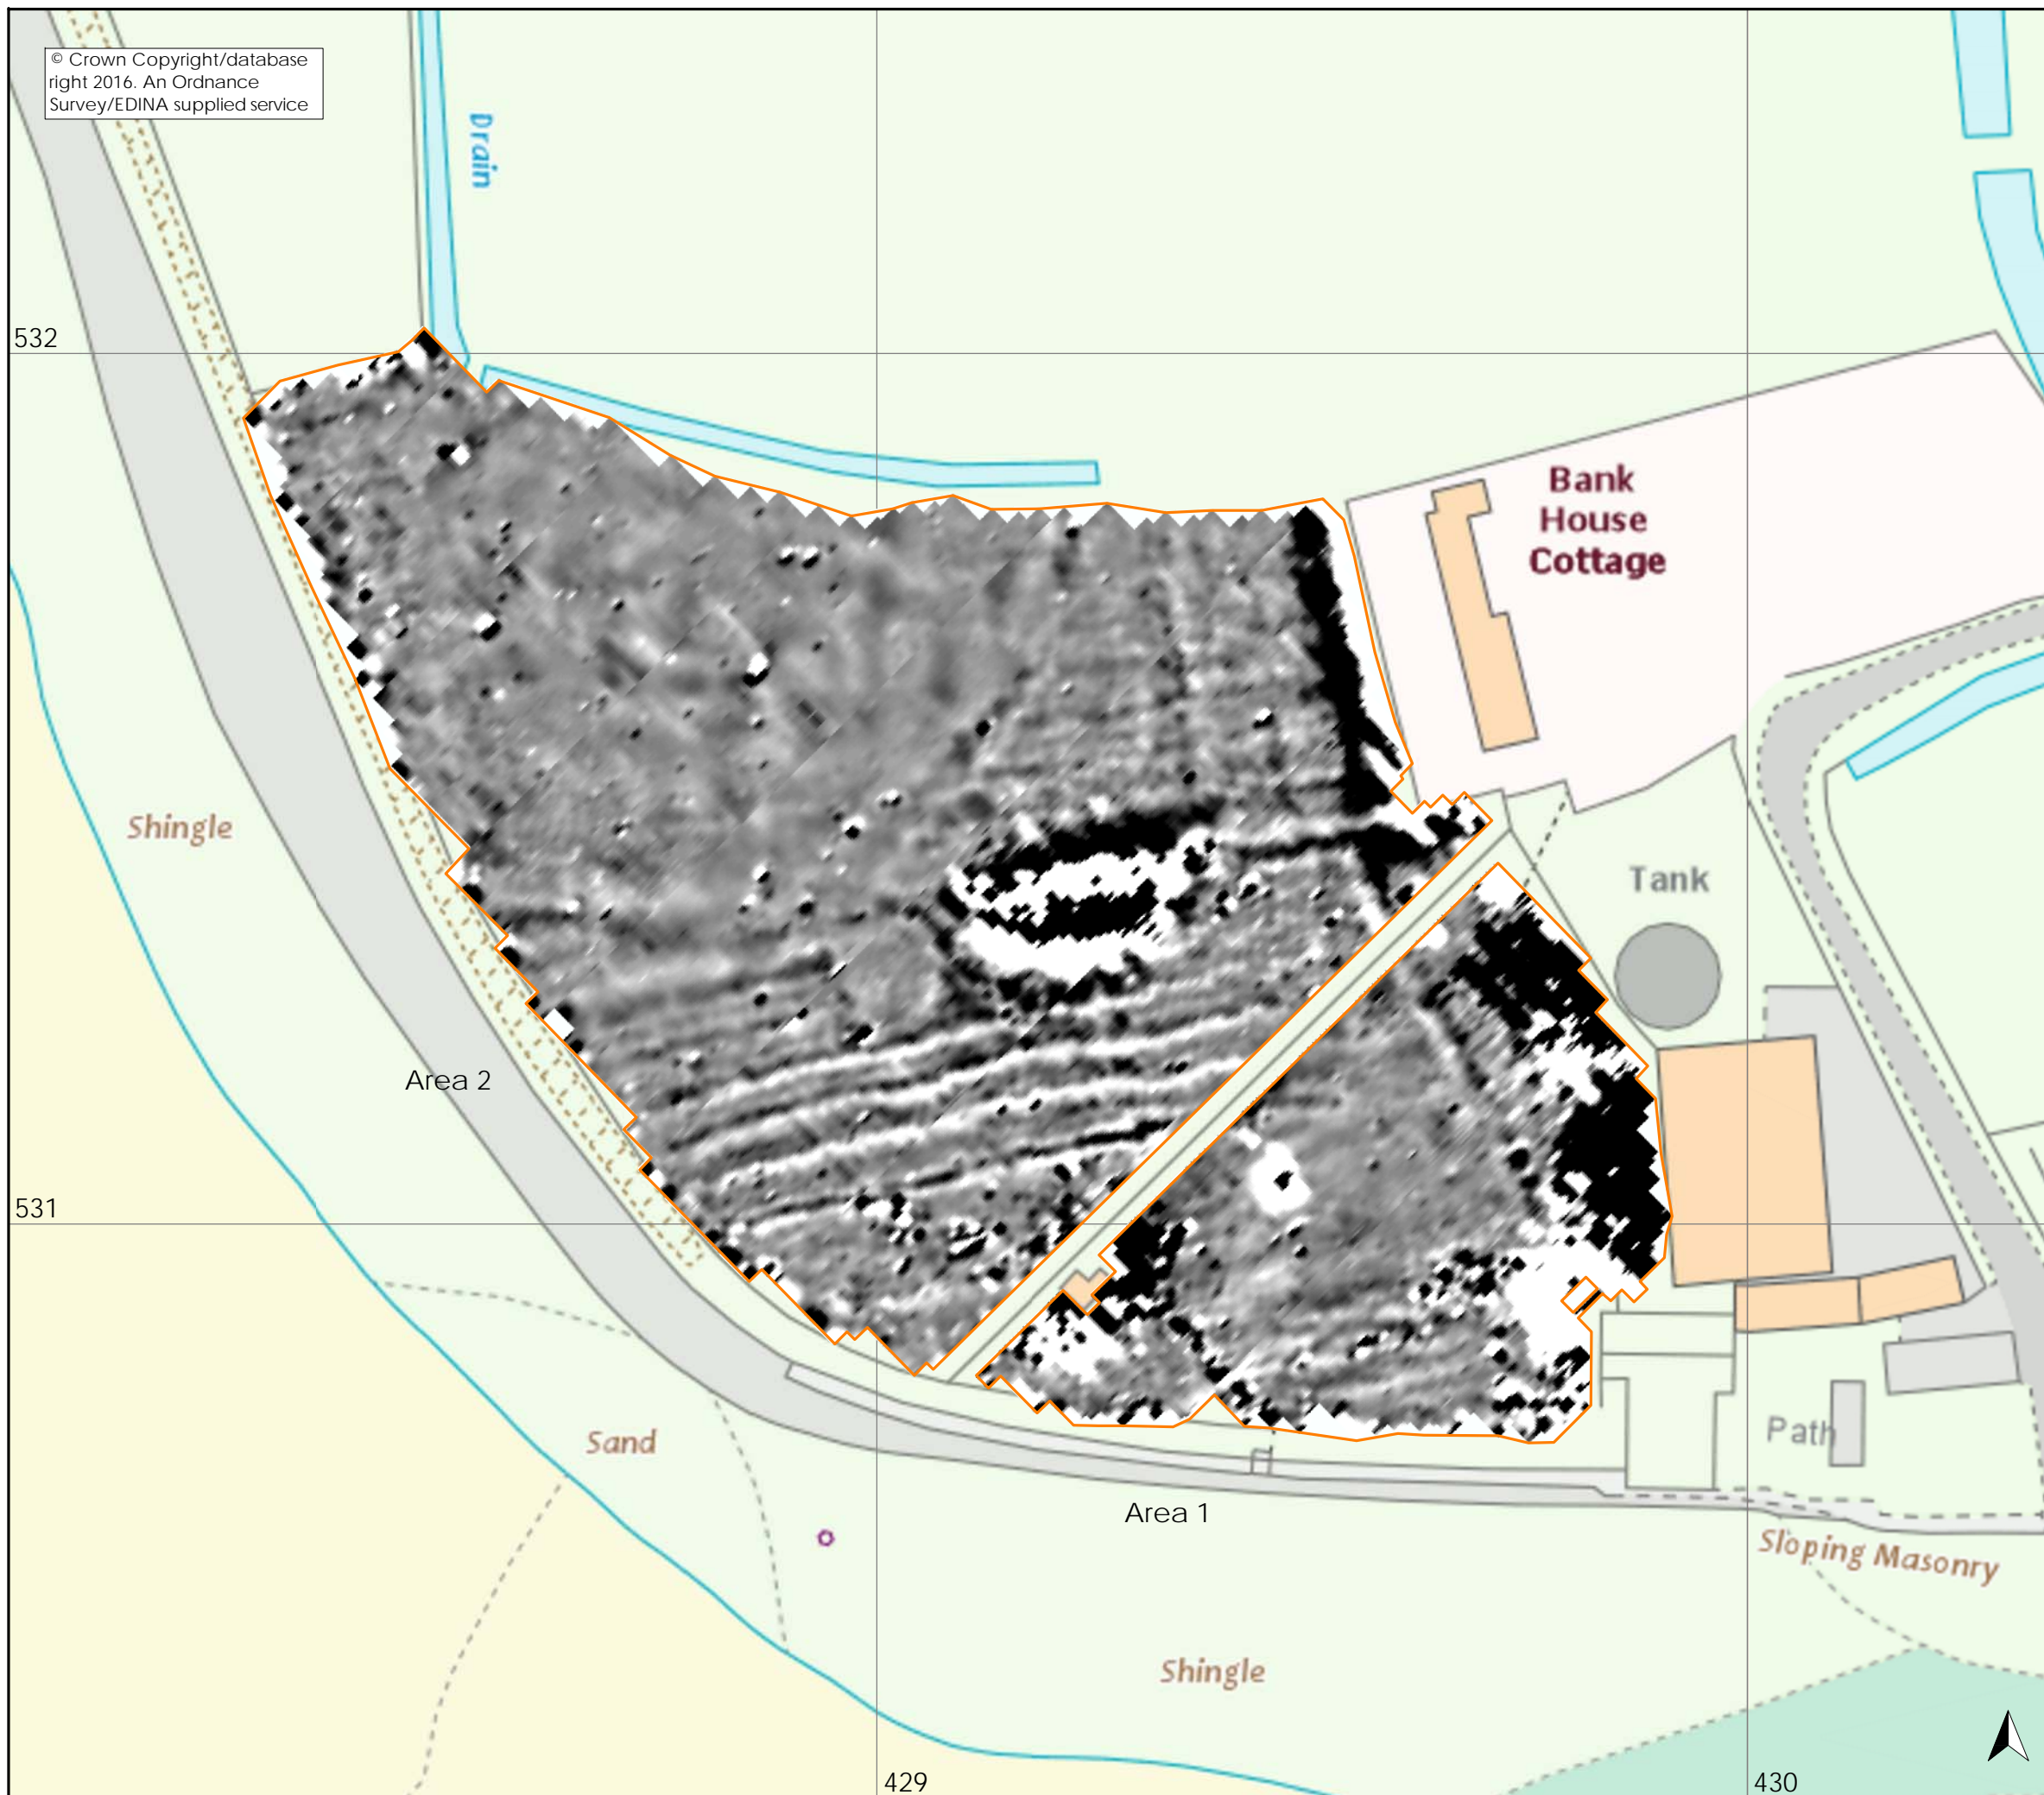 © Crown Copyright/database
right 2016. An Ordnance
Survey/EDINA supplied service
Drain
532
Bank
House
Cottage
Shingle
Tank
Area 2
531
Sand
Path
Area 1
Sloping Masonry
Shingle
429
430